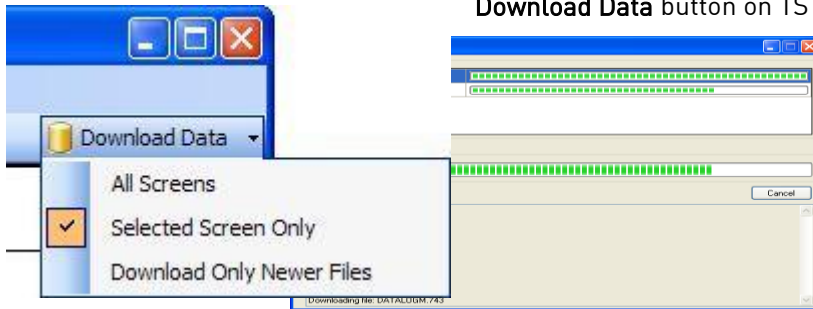 Download Data button on TS
Download Data
All Screens
Selected Screen Only
Download Only Newer Files
Cancel
Downloading file: DATALOGM.743